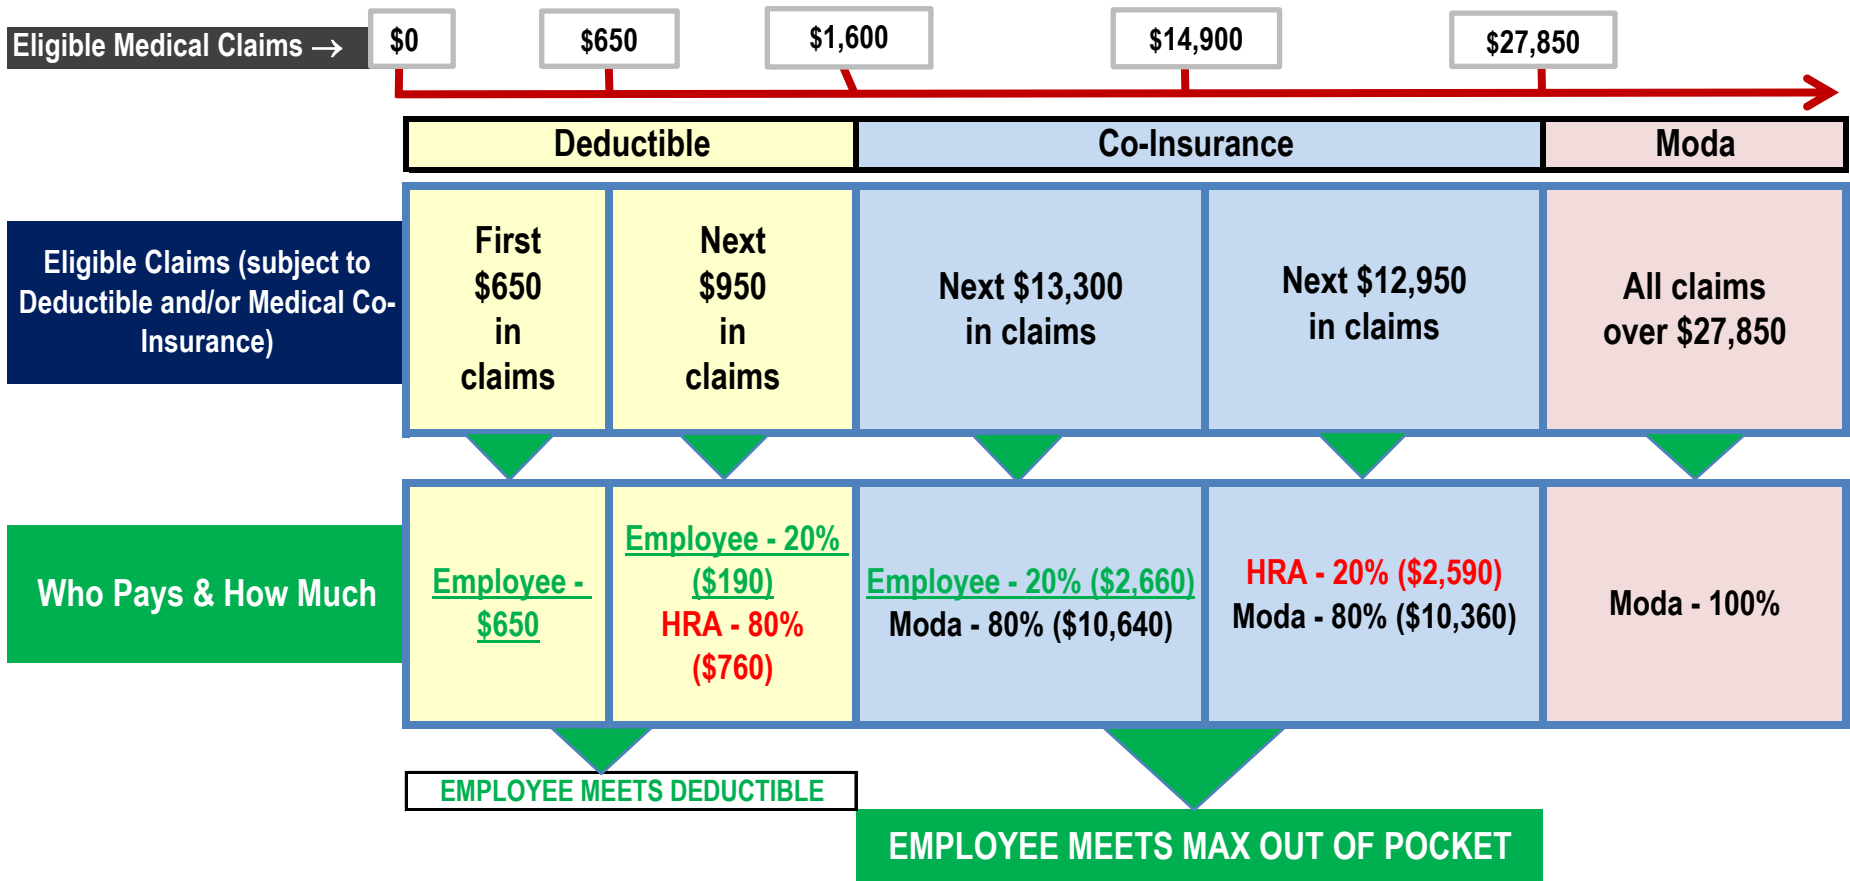 Eligible Medical Claims →
$0
$650
$1,600
$14,900
$27,850
Deductible
Co-Insurance
Moda
Eligible Claims (subject to
Deductible and/or Medical Co-
Insurance)
First
$650
in
claims
Next
$950
in
claims
Next $13,300
in claims
Next $12,950
in claims
All claims
over $27,850
Who Pays & How Much
Employee -
$650
Employee - 20%
($190)
HRA - 80%
($760)
Employee - 20% ($2,660)
Moda - 80% ($10,640)
HRA - 20% ($2,590)
Moda - 80% ($10,360)
Moda - 100%
EMPLOYEE MEETS DEDUCTIBLE
EMPLOYEE MEETS MAX OUT OF POCKET